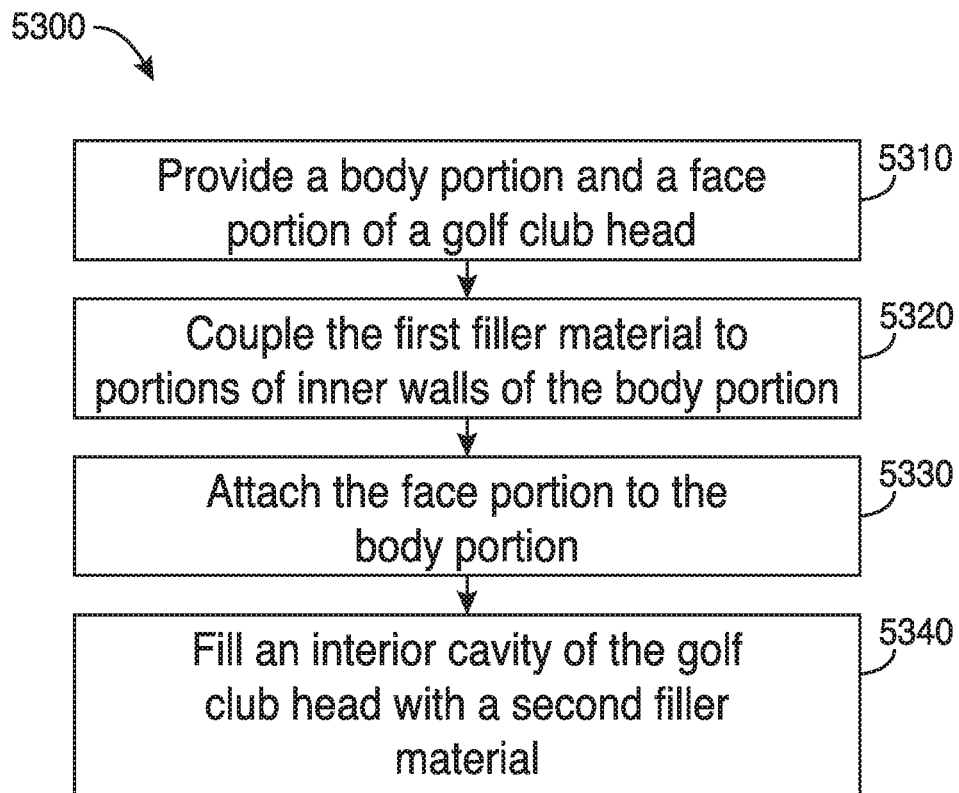 5300
Provide a body portion and a face
portion of a golf club head
5310
Couple the first filler material to
portions of inner walls of the body portion
5320
Attach the face portion to the
body portion
5330
Fill an interior cavity of the golf
club head with a second filler
material
5340